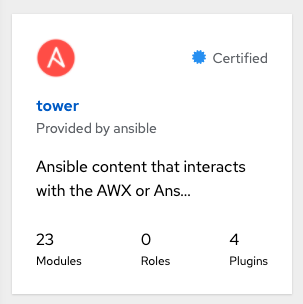 Certified
tower
Provided by ansible
Ansible content that interacts
with the AWX or Ans...
23 0 4
Modules Roles Plugins